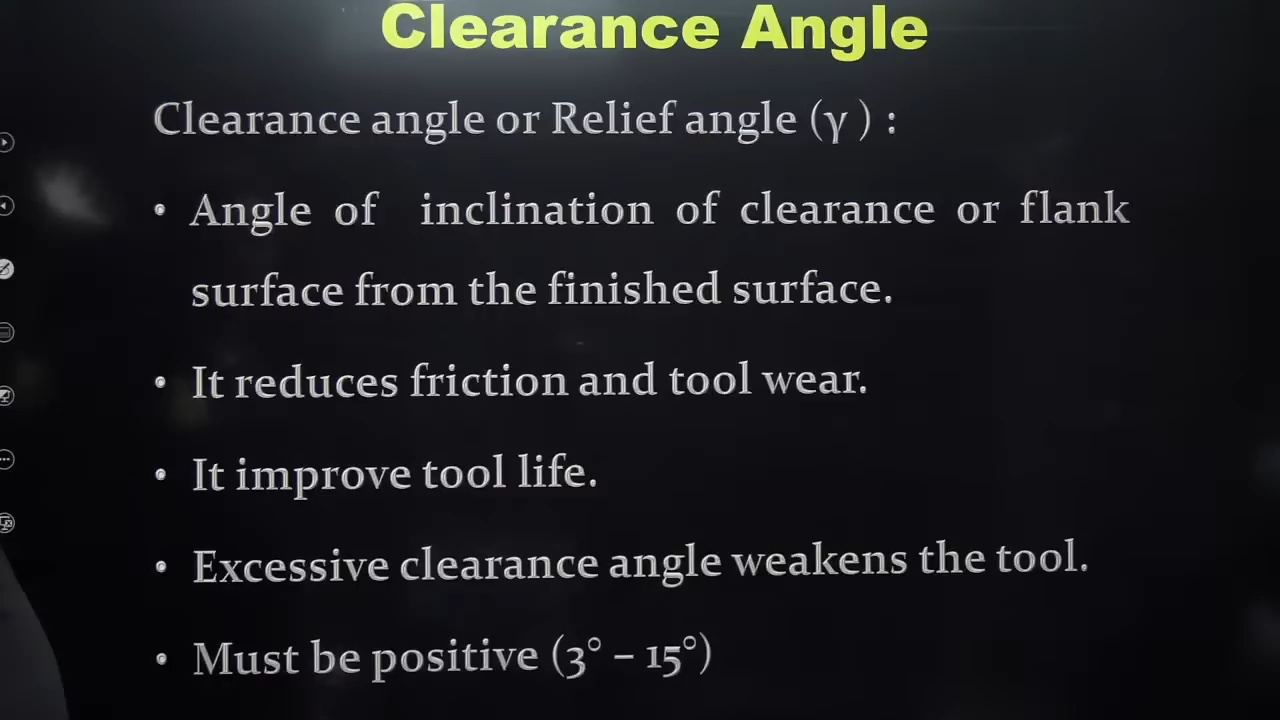 Clearance Angle
Clearance angle or Relief angle (γ ) :
• Angle of inclination of clearance or flank
surface from the finished surface.
• It reduces friction and tool wear.
• It improve tool life.
• Excessive clearance angle weakens the tool.
• Must be positive (3° – 15°)